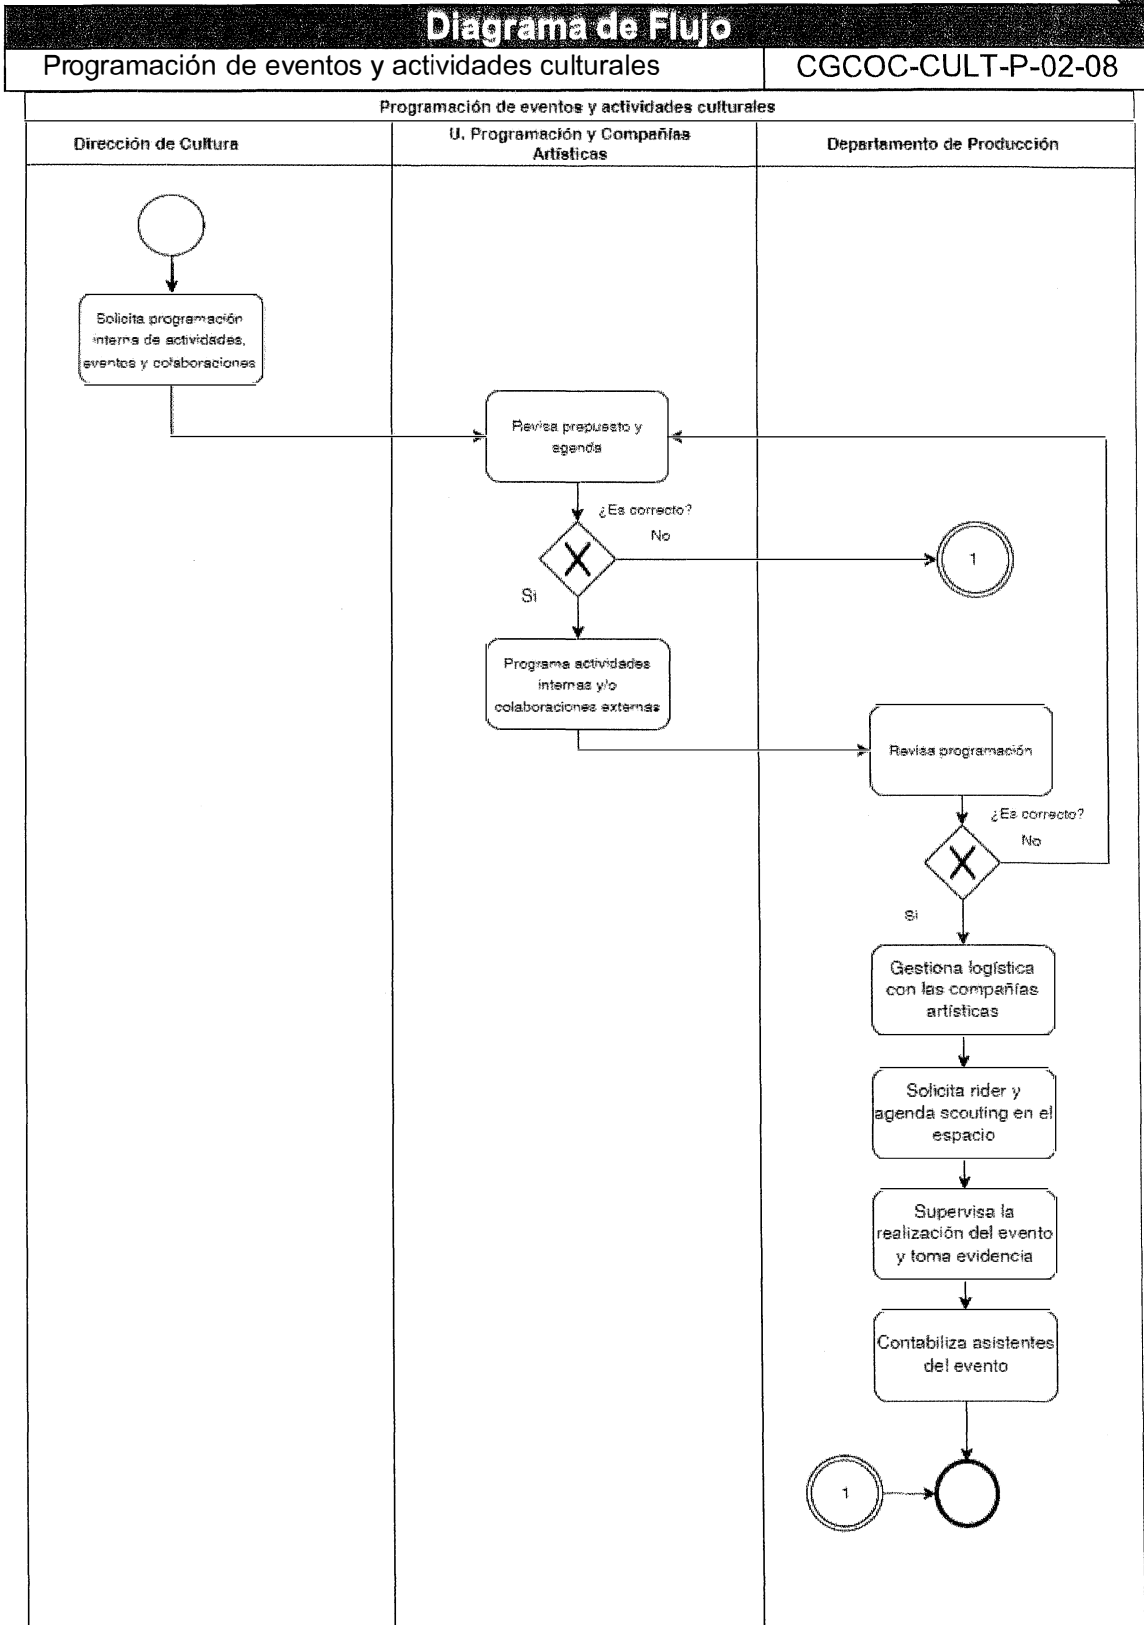 Diagrama de Flujo
Programación de eventos y actividades culturales
CGCOC-CULT-P-02-08
Programación de eventos y actividades culturales
Dirección de Cultura
U. Programación y Compañías
Artísticas
Departamento de Producción
Solicita programación
interna de actividades,
eventos y colaboraciones
Revisa prepuesto y
agenda
¿Es correcto?
No
1
Si
Programa actividades
internas y/o
colaboraciones externas
Revisa programación
¿Es correcto?
No
Si
Gestiona logística
con las compañías
artísticas
Solicita rider y
agenda scouting en el
espacio
Supervisa la
realización del evento
y toma evidencia
Contabiliza asistentes
del evento
1